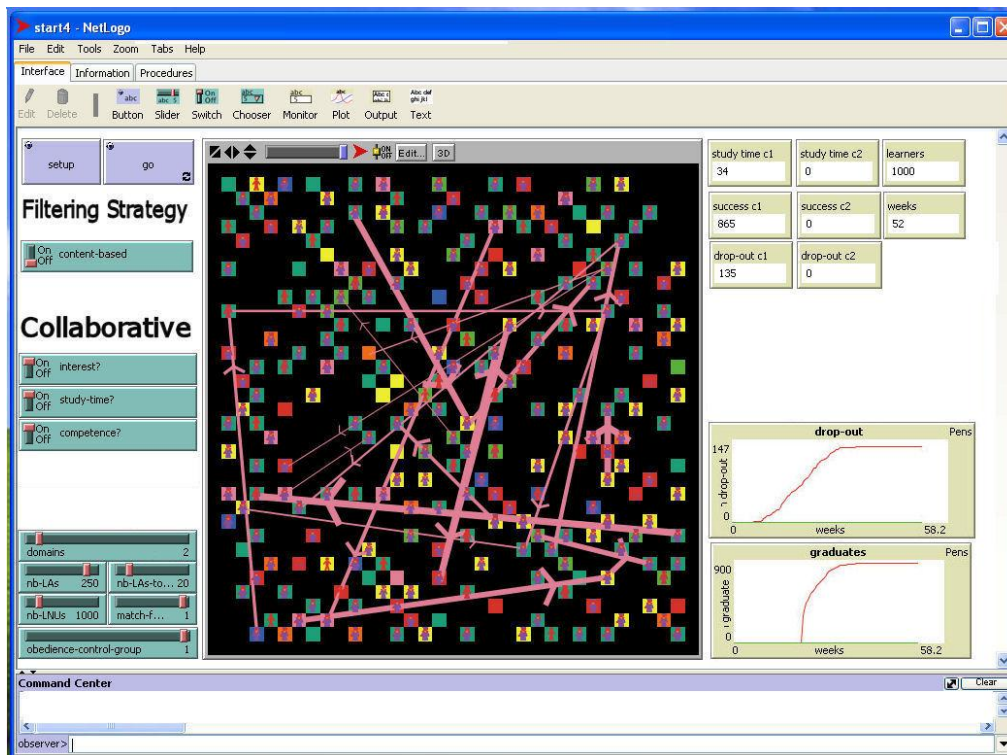 start4 - NetLogo
File Edit Tools Zoom Tabs Help
Interface Information Procedures
Edit Delete Button Slider Switch Chooser Monitor Plot Output Text
setup go
Filtering Strategy
On
Off
content-based
Collaborative
On
Off
interest?
On
Off
study-time?
On
Off
competence?
domains 2
nb-LAs 250 nb-LAs-to... 20
nb-LNUs 1000 match-f... 1
obedience-control-group 1
ON
OFF
Edit... 3D
study time c1 study time c2 learners
34 0 1000
success c1 success c2 weeks
865 0 52
drop-out c1 drop-out c2
135 0
drop-out Pens
147
drop-out
0
0 weeks 58.2
graduates Pens
900
graduate
0
0 weeks 58.2
Command Center Clear
observer>